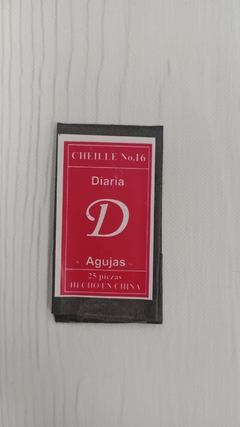 CHEILLE No.16
Diaria
D
Agujas
25 piezas
HECHO EN CHINA